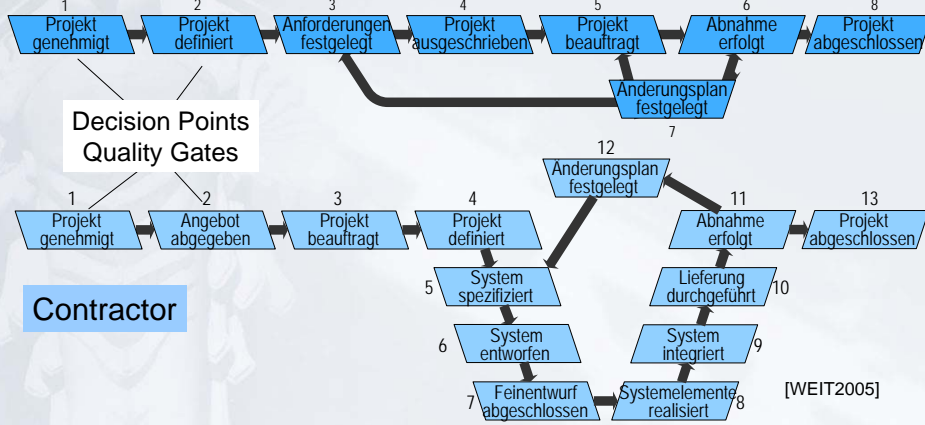 1 2 3 4 5 6 8
Projekt genehmigt
Projekt definiert
Anforderungen festgelegt
Projekt ausgeschrieben
Projekt beauftragt
Abnahme erfolgt
Projekt abgeschlossen
Änderungsplan festgelegt
7
Decision Points
Quality Gates
12
Änderungsplan
festgelegt
1 2 3 4 11 13
Projekt genehmigt
Angebot abgegeben
Projekt beauftragt
Projekt definiert
Abnahme erfolgt
Projekt abgeschlossen
5
System
spezifiziert
Lieferung
durchgeführt
10
Contractor
6
System
entworfen
System
integriert
9
7
Feinentwurf
abgeschlossen
Systemelemente
realisiert
8
[WEIT2005]